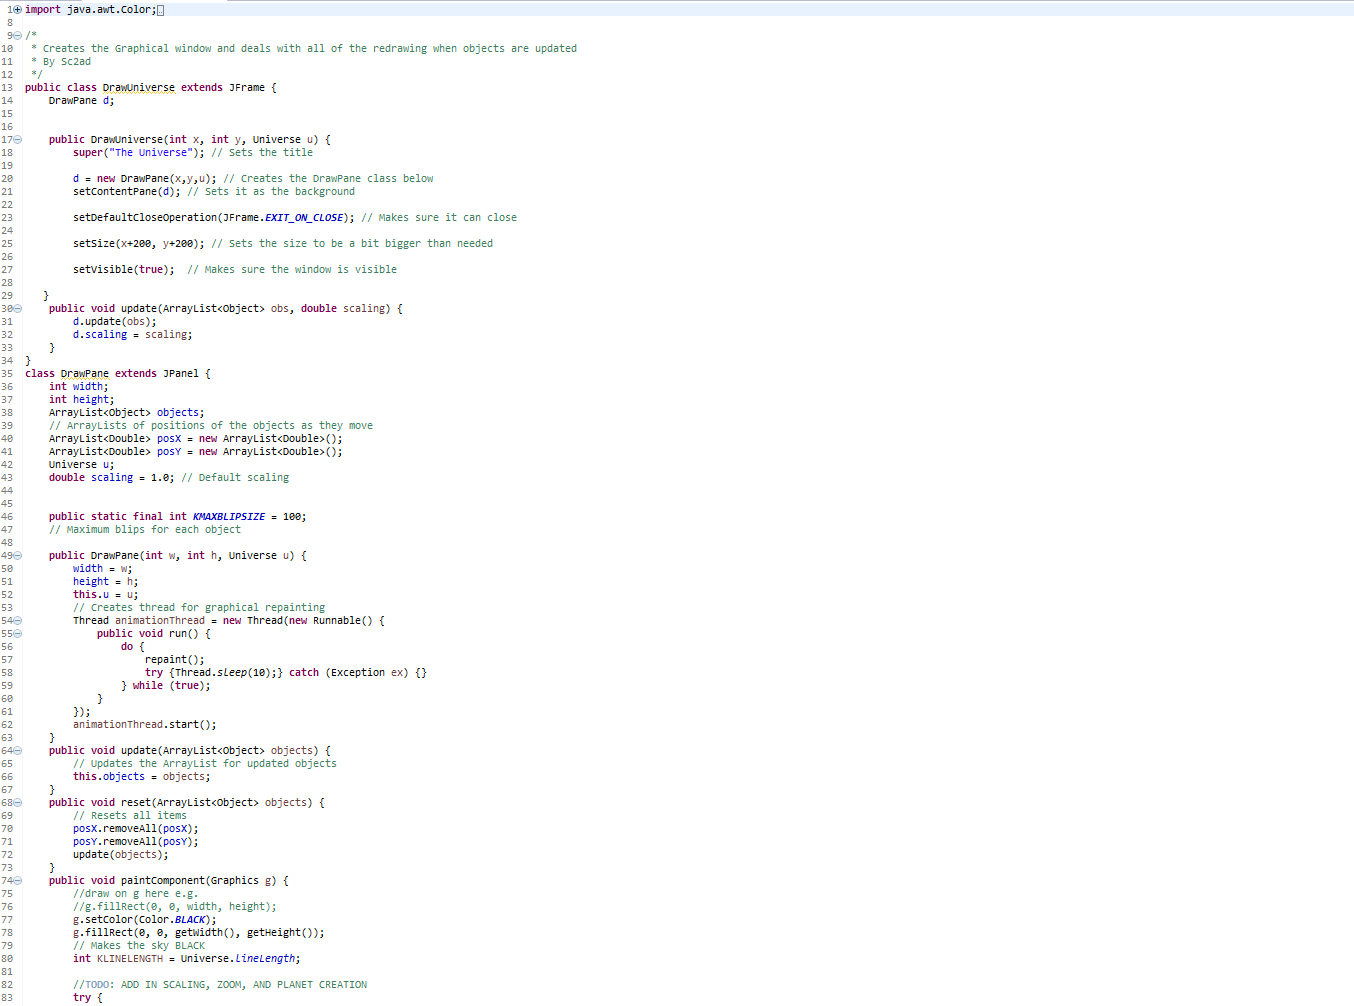 1 import java.awt.Color;
8
9 /*
10  * Creates the Graphical window and deals with all of the redrawing when objects are updated
11  * By Sc2ad
12  */
13 public class DrawUniverse extends JFrame {
14     DrawPane d;
15
16
17     public DrawUniverse(int x, int y, Universe u) {
18         super("The Universe"); // Sets the title
19
20         d = new DrawPane(x,y,u); // Creates the DrawPane class below
21         setContentPane(d); // Sets it as the background
22
23         setDefaultCloseOperation(JFrame.EXIT_ON_CLOSE); // Makes sure it can close
24
25         setSize(x+200, y+200); // Sets the size to be a bit bigger than needed
26
27         setVisible(true);  // Makes sure the window is visible
28
29    }
30     public void update(ArrayList<Object> obs, double scaling) {
31         d.update(obs);
32         d.scaling = scaling;
33     }
34 }
35 class DrawPane extends JPanel {
36     int width;
37     int height;
38     ArrayList<Object> objects;
39     // ArrayLists of positions of the objects as they move
40     ArrayList<Double> posX = new ArrayList<Double>();
41     ArrayList<Double> posY = new ArrayList<Double>();
42     Universe u;
43     double scaling = 1.0; // Default scaling
44
45
46     public static final int KMAXBLIPSIZE = 100;
47     // Maximum blips for each object
48
49     public DrawPane(int w, int h, Universe u) {
50         width = w;
51         height = h;
52         this.u = u;
53         // Creates thread for graphical repainting
54         Thread animationThread = new Thread(new Runnable() {
55             public void run() {
56                 do {
57                     repaint();
58                     try {Thread.sleep(10);} catch (Exception ex) {}
59                 } while (true);
60             }
61         });
62         animationThread.start();
63     }
64     public void update(ArrayList<Object> objects) {
65         // Updates the ArrayList for updated objects
66         this.objects = objects;
67     }
68     public void reset(ArrayList<Object> objects) {
69         // Resets all items
70         posX.removeAll(posX);
71         posY.removeAll(posY);
72         update(objects);
73     }
74     public void paintComponent(Graphics g) {
75         //draw on g here e.g.
76         //g.fillRect(0, 0, width, height);
77         g.setColor(Color.BLACK);
78         g.fillRect(0, 0, getWidth(), getHeight());
79         // Makes the sky BLACK
80         int KLINELENGTH = Universe.lineLength;
81
82         //TODO: ADD IN SCALING, ZOOM, AND PLANET CREATION
83         try {